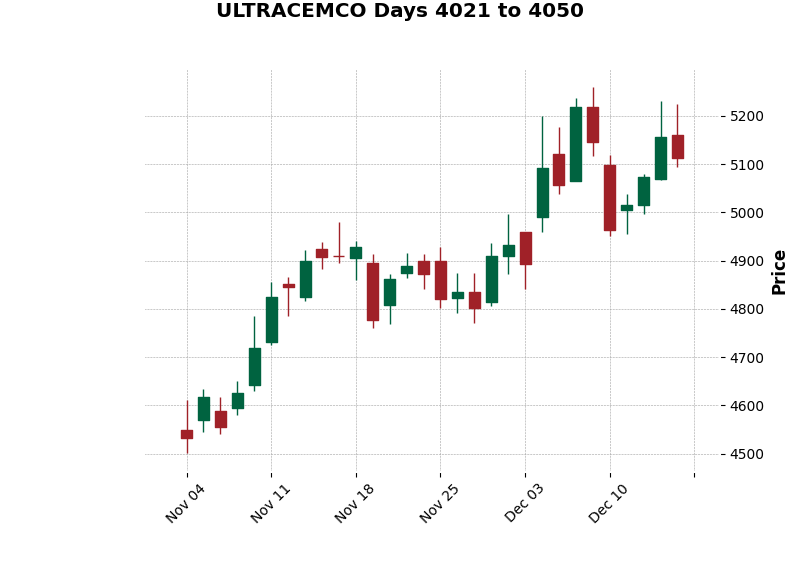 ULTRACEMCO Days 4021 to 4050
5200
5100
5000
4900
4800
4700
4600
4500
Price
Nov 04
Nov 11
Nov 18
Nov 25
Dec 03
Dec 10